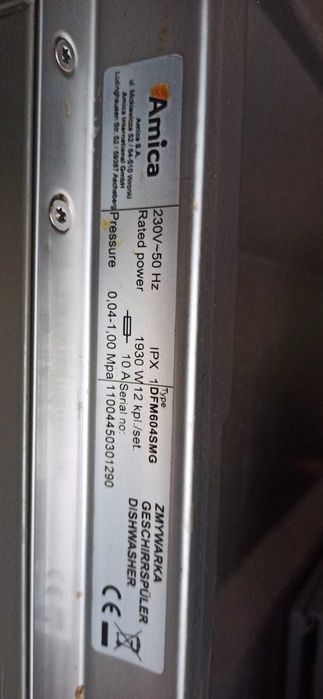 Amica
Amica S.A.
ul. Mickiewicza 52 / 64-510 Wronki
Amica International GmbH
Lüdinghauser Str. 52 / 59387 Ascheberg
230V~50 Hz
IPX 1
Rated power
1930 W
10 A
Pressure
0,04-1,00 Mpa
Type:
DFM604SMG
12 kpl./set.
Serial no:
11004450301290
ZMYWARKA
GESCHIRRSPÜLER
DISHWASHER
CE